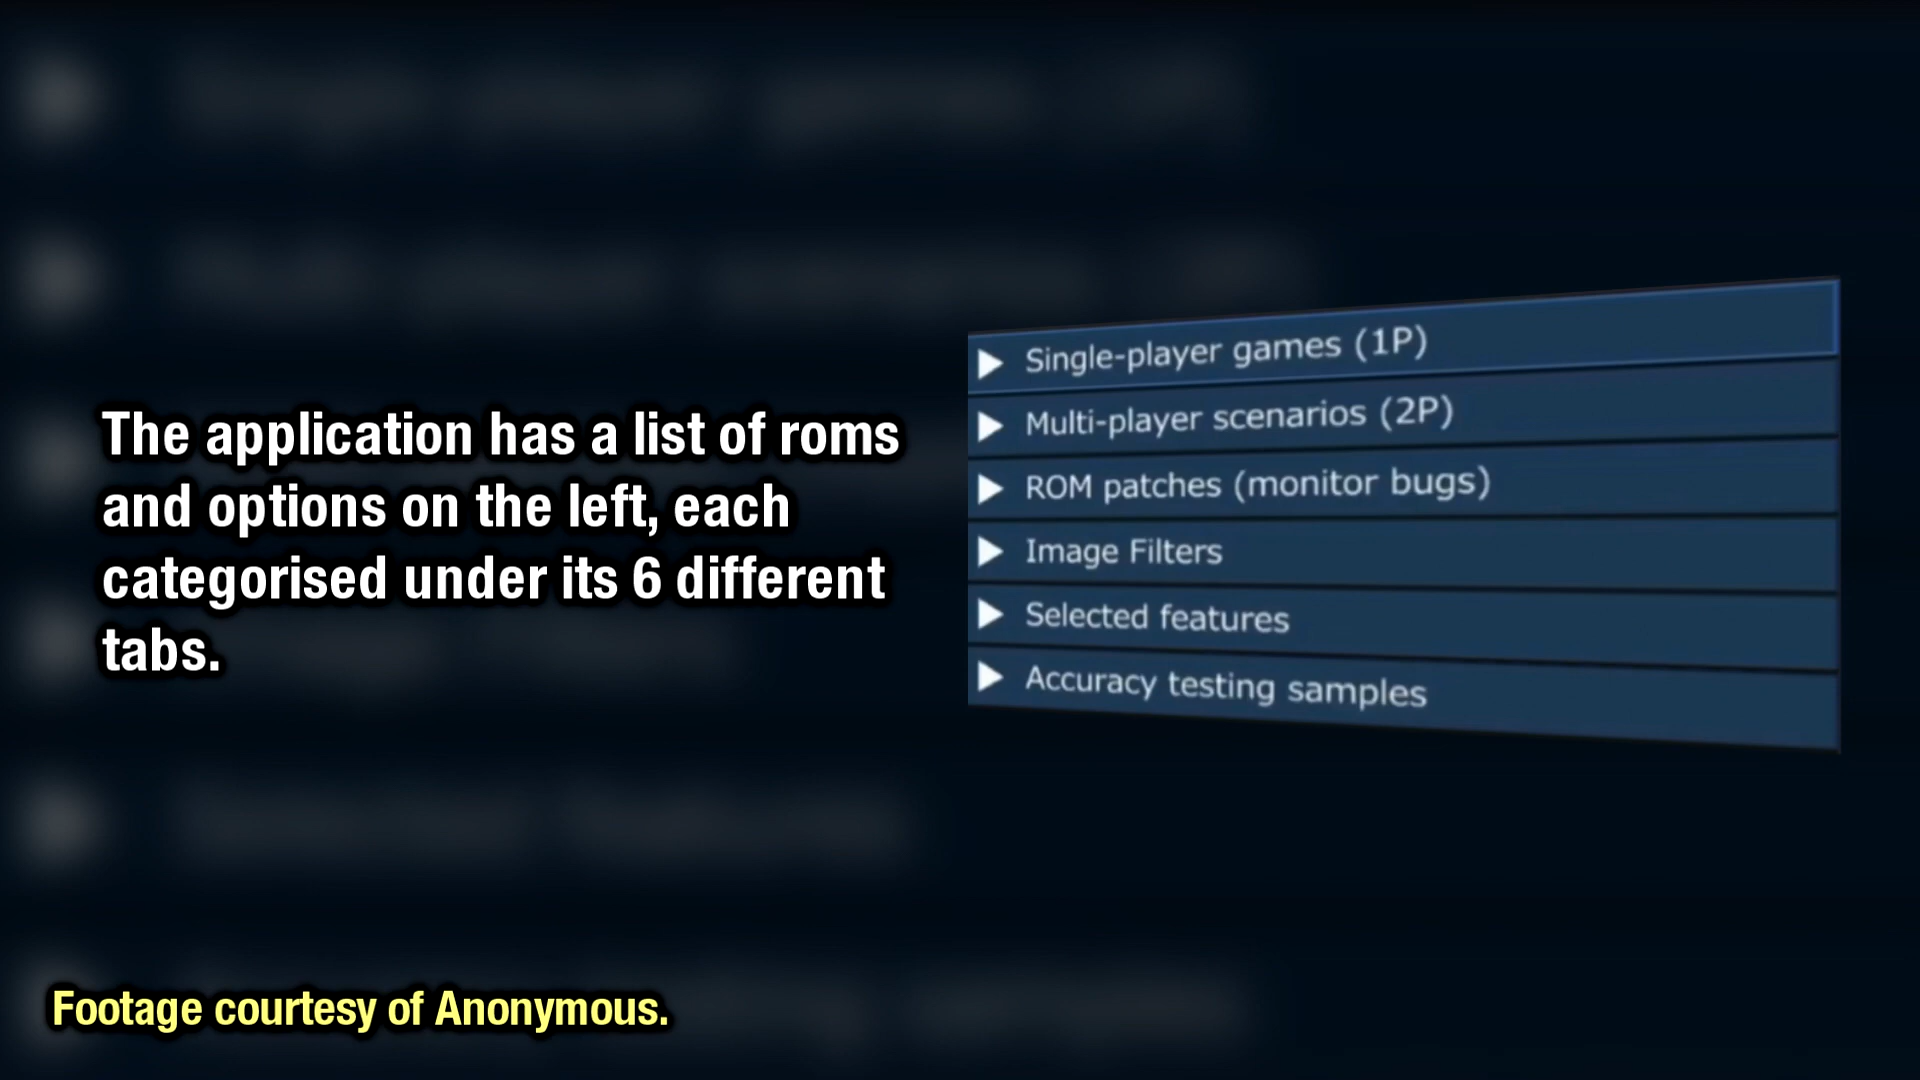 The application has a list of roms
and options on the left, each
categorised under its 6 different
tabs.
Single-player games (1P)
Multi-player scenarios (2P)
ROM patches (monitor bugs)
Image Filters
Selected features
Accuracy testing samples
Footage courtesy of Anonymous.